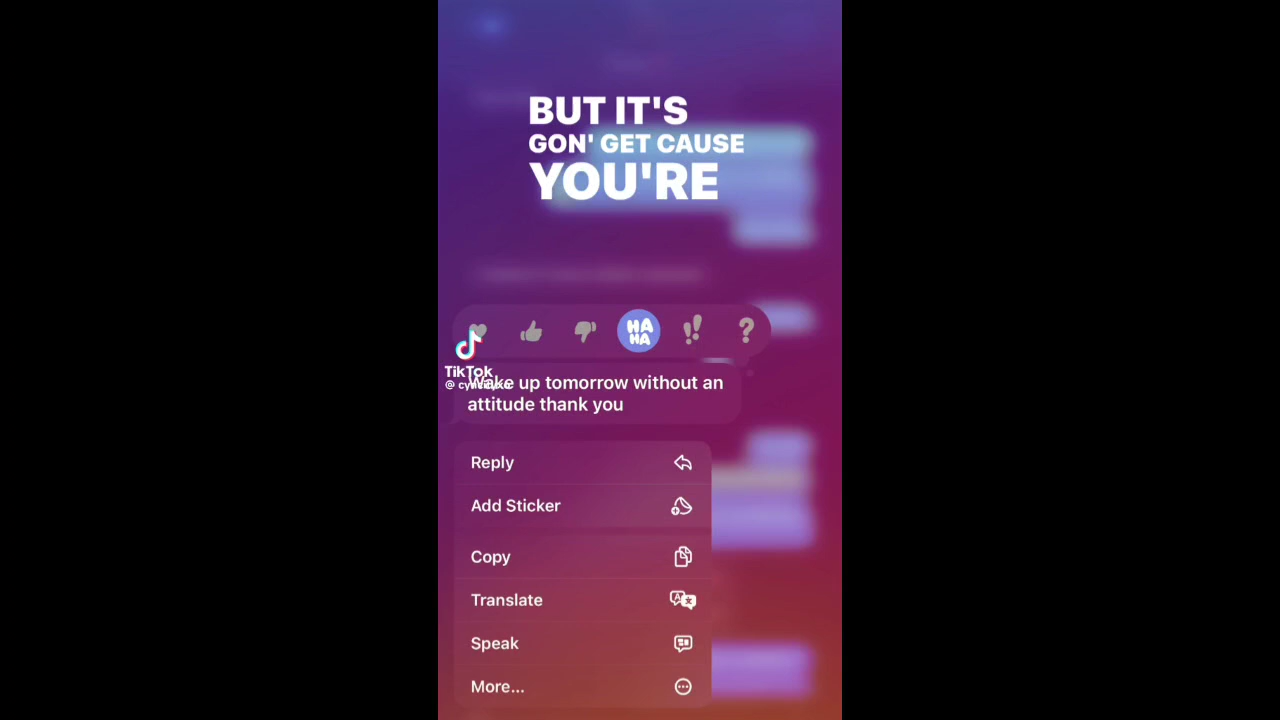 BUT IT'S
GON' GET CAUSE
YOU'RE
HA
HA
TikTok
Wake up tomorrow without an
attitude thank you
Reply
Add Sticker
Copy
Translate
Speak
More...